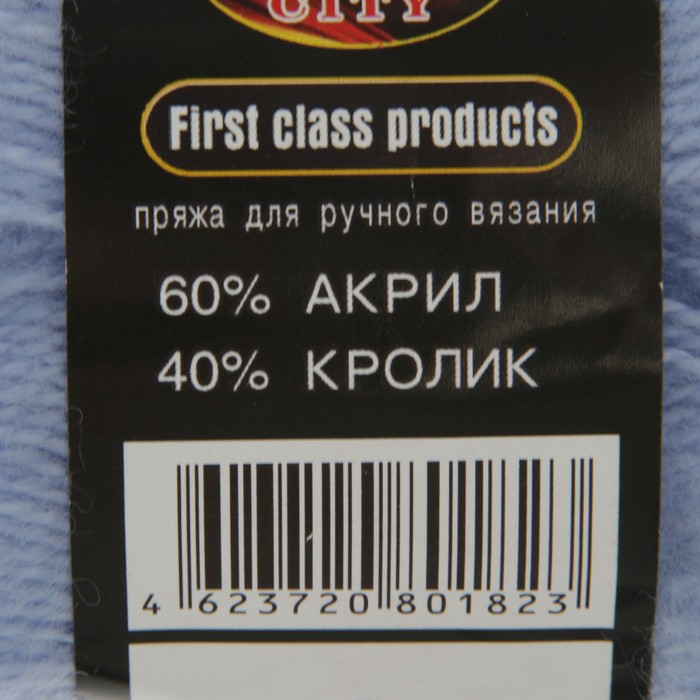 CITY
First class products
пряжа для ручного вязания
60% АКРИЛ
40% КРОЛИК
4 623720 801823